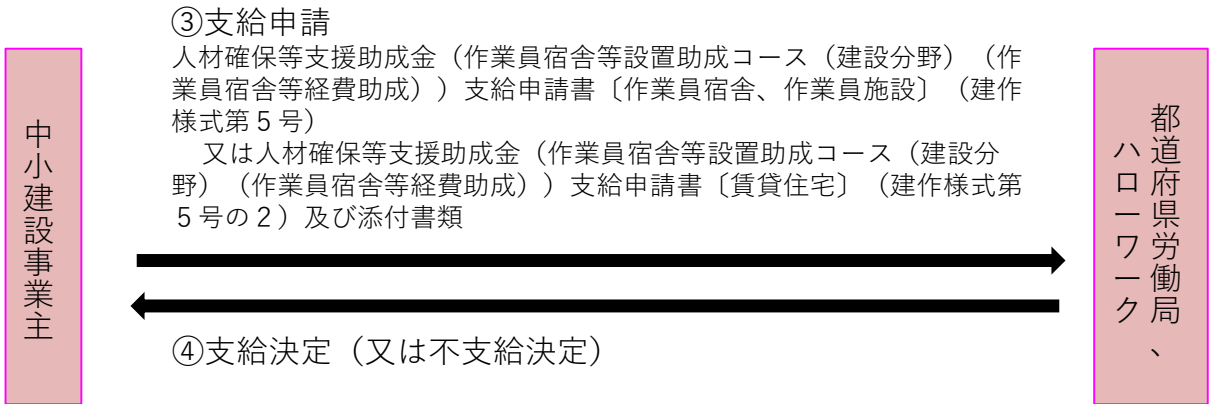 ③支給申請
人材確保等支援助成金（作業員宿舎等設置助成コース（建設分野）（作
業員宿舎等経費助成））支給申請書〔作業員宿舎、作業員施設〕（建作
様式第５号）
　又は人材確保等支援助成金（作業員宿舎等設置助成コース（建設分
野）（作業員宿舎等経費助成））支給申請書〔賃貸住宅〕（建作様式第
５号の２）及び添付書類
中小建設事業主
都道府県労働局、
ハローワーク
④支給決定（又は不支給決定）